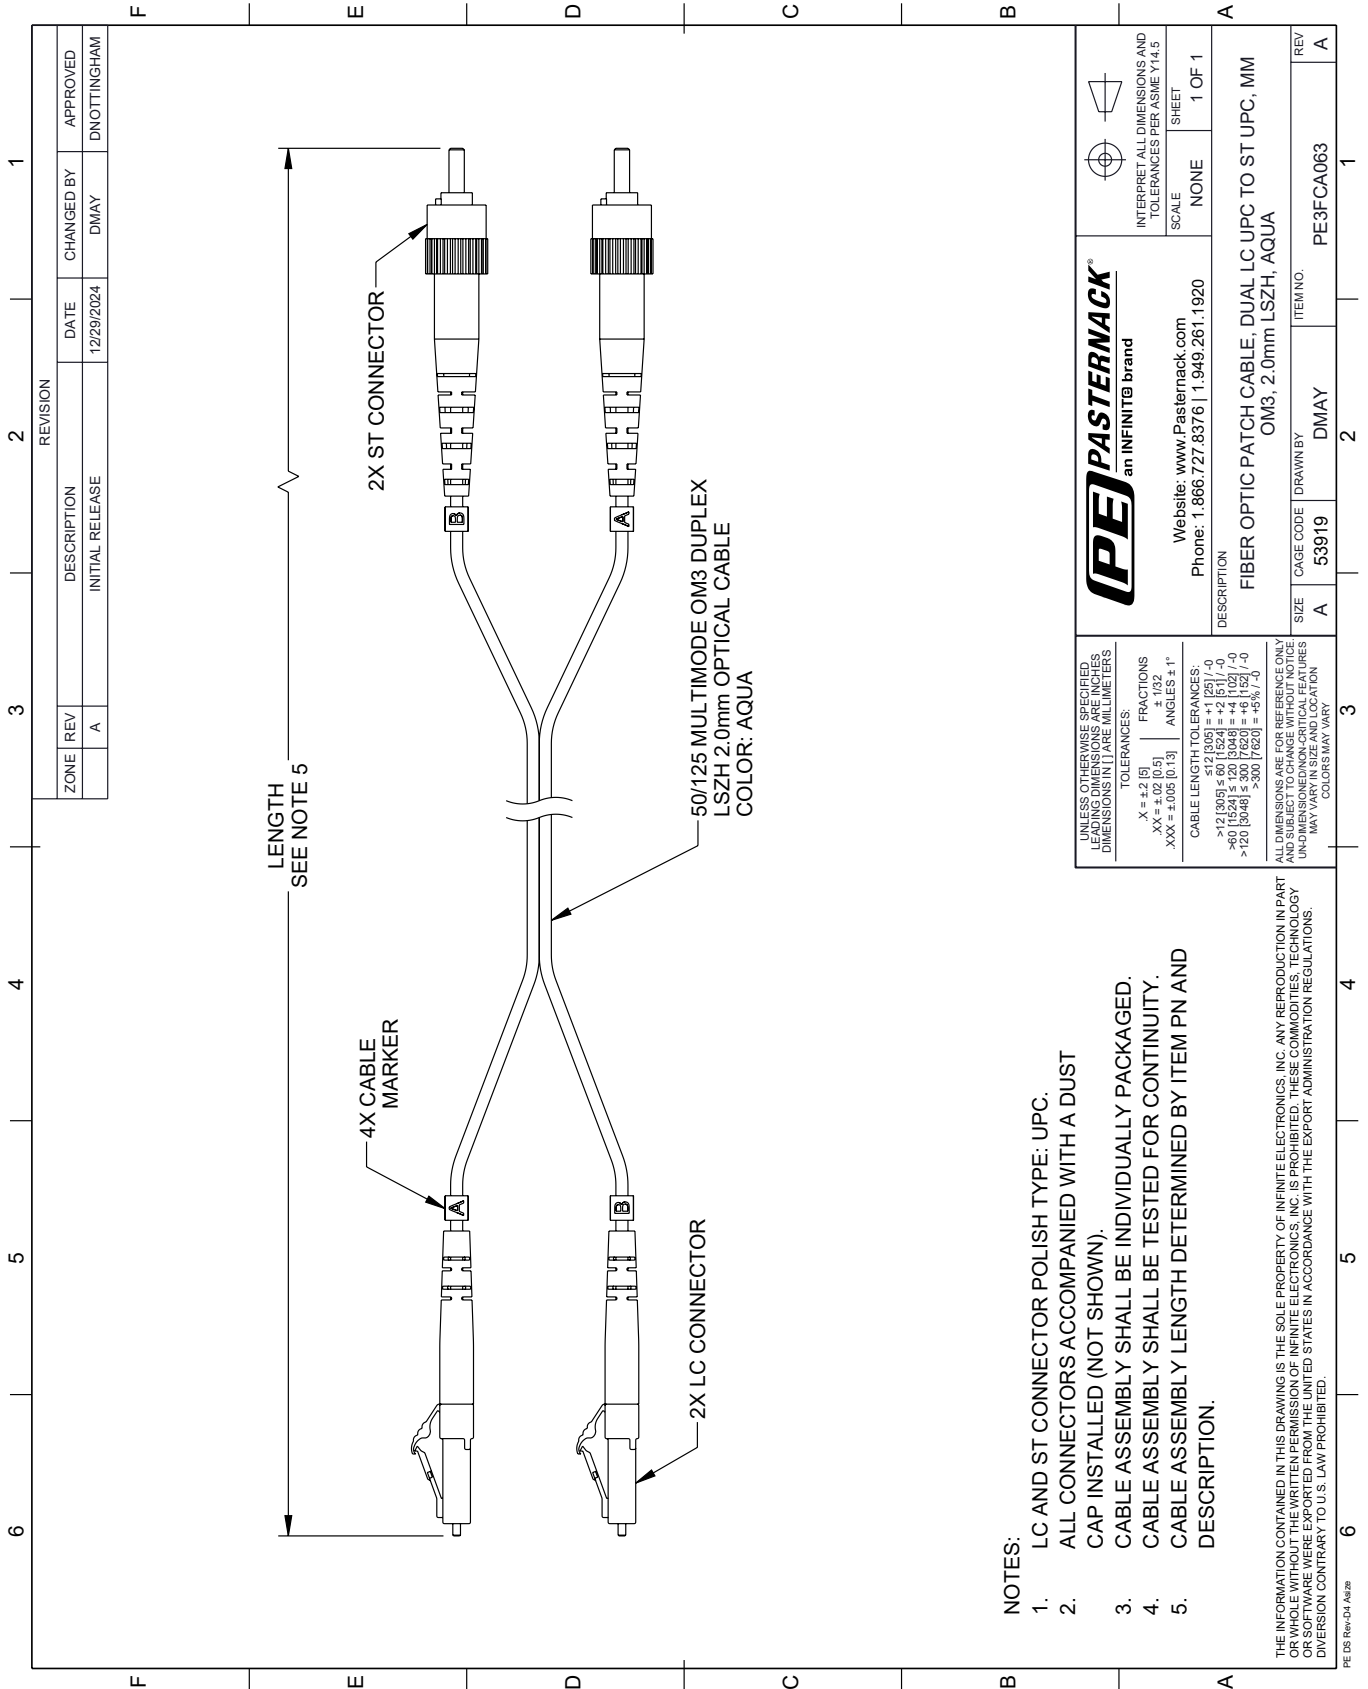 6
5
4
3
2
1
F
E
D
C
B
A
REVISION
ZONE REV DESCRIPTION DATE CHANGED BY APPROVED
A INITIAL RELEASE 12/29/2024 DMAY DNOTTINGHAM
LENGTH
SEE NOTE 5
4X CABLE
MARKER
2X ST CONNECTOR
A
B
B
A
2X LC CONNECTOR
50/125 MULTIMODE OM3 DUPLEX
LSZH 2.0mm OPTICAL CABLE
COLOR: AQUA
NOTES:
1. LC AND ST CONNECTOR POLISH TYPE: UPC.
2. ALL CONNECTORS ACCOMPANIED WITH A DUST
CAP INSTALLED (NOT SHOWN).
3. CABLE ASSEMBLY SHALL BE INDIVIDUALLY PACKAGED.
4. CABLE ASSEMBLY SHALL BE TESTED FOR CONTINUITY.
5. CABLE ASSEMBLY LENGTH DETERMINED BY ITEM PN AND
DESCRIPTION.
THE INFORMATION CONTAINED IN THIS DRAWING IS THE SOLE PROPERTY OF INFINITE ELECTRONICS, INC. ANY REPRODUCTION IN PART
OR WHOLE WITHOUT THE WRITTEN PERMISSION OF INFINITE ELECTRONICS, INC. IS PROHIBITED. THESE COMMODITIES, TECHNOLOGY
OR SOFTWARE WERE EXPORTED FROM THE UNITED STATES IN ACCORDANCE WITH THE EXPORT ADMINISTRATION REGULATIONS.
DIVERSION CONTRARY TO U.S. LAW PROHIBITED.
UNLESS OTHERWISE SPECIFIED
LEADING DIMENSIONS ARE INCHES
DIMENSIONS IN [ ] ARE MILLIMETERS
TOLERANCES:
.X = ±.2 [5] FRACTIONS
.XX = ±.02 [0.5] ± 1/32
.XXX = ±.005 [0.13] ANGLES ± 1°
CABLE LENGTH TOLERANCES:
≤12 [305] = +1 [25] / -0
>12 [305] ≤ 60 [1524] = +2 [51] / -0
>60 [1524] ≤ 120 [3048] = +4 [102] / -0
>120 [3048] ≤ 300 [7620] = +6 [152] / -0
>300 [7620] = +5% / -0
ALL DIMENSIONS ARE FOR REFERENCE ONLY
AND SUBJECT TO CHANGE WITHOUT NOTICE.
UN-DIMENSIONED/NON-CRITICAL FEATURES
MAY VARY IN SIZE AND LOCATION
COLORS MAY VARY
PE PASTERNACK®
an INFINIT@ brand
Website: www.Pasternack.com
Phone: 1.866.727.8376 | 1.949.261.1920
INTERPRET ALL DIMENSIONS AND
TOLERANCES PER ASME Y14.5
SCALE NONE
SHEET 1 OF 1
DESCRIPTION
FIBER OPTIC PATCH CABLE, DUAL LC UPC TO ST UPC, MM
OM3, 2.0mm LSZH, AQUA
SIZE A
CAGE CODE 53919
DRAWN BY DMAY
ITEM NO. PE3FCA063
REV A
F
E
D
C
B
A
6
5
4
3
2
1
PE DS Rev-D4 Asize